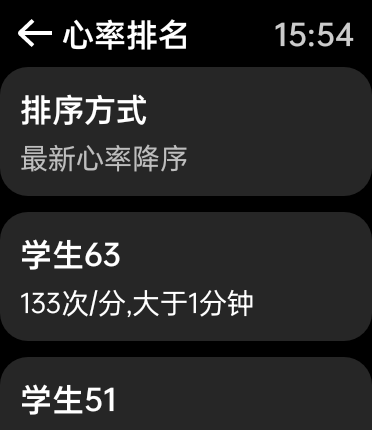 心率排名 15:54
排序方式
最新心率降序
学生63
133次/分,大于1分钟
学生51